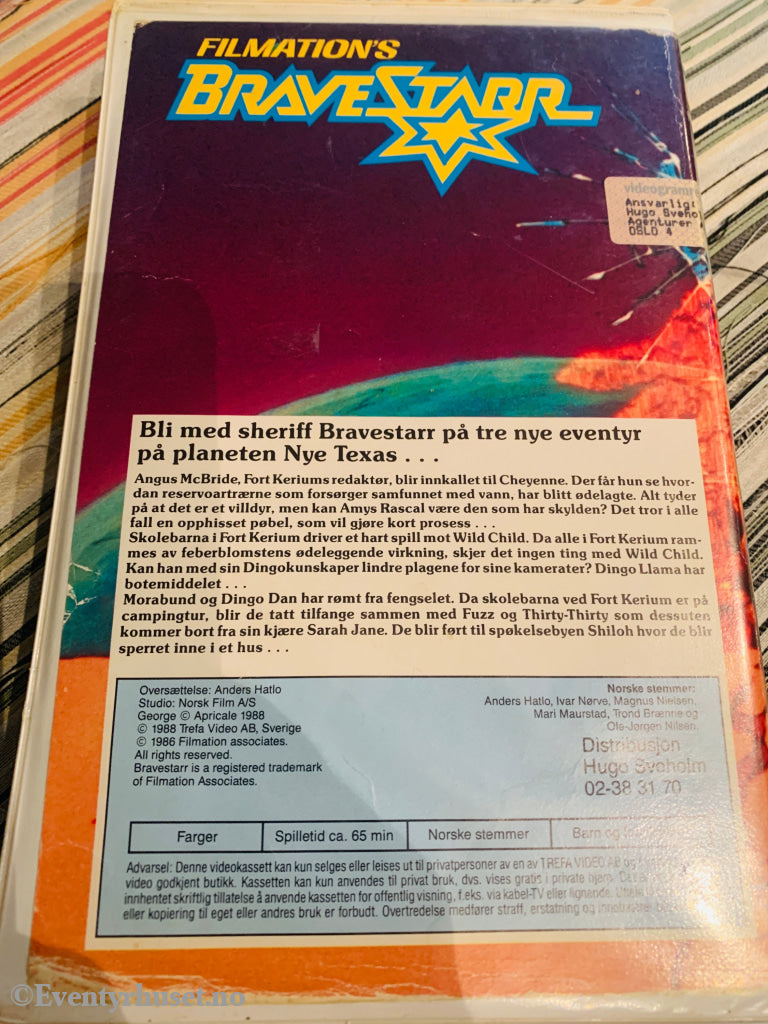 FILMATION'S
BRAVESTARR
videogram
Ansvarlig:
Hugo Sveho
Agenturer
OSLO 4
Bli med sheriff Bravestarr på tre nye eventyr
på planeten Nye Texas . . .
Angus McBride, Fort Keriums redaktør, blir innkallet til Cheyenne. Der får hun se hvor-
dan reservoartrærne som forsørger samfunnet med vann, har blitt ødelagte. Alt tyder
på at det er et villdyr, men kan Amys Rascal være den som har skylden? Det tror i alle
fall en opphisset pøbel, som vil gjøre kort prosess . . .
Skolebarna i Fort Kerium driver et hart spill mot Wild Child. Da alle i Fort Kerium ram-
mes av feberblomstens ødeleggende virkning, skjer det ingen ting med Wild Child.
Kan han med sin Dingokunskaper lindre plagene for sine kamerater? Dingo Llama har
botemiddelet . . .
Morabund og Dingo Dan har rømt fra fengselet. Da skolebarna ved Fort Kerium er på
campingtur, blir de tatt tilfange sammen med Fuzz og Thirty-Thirty som dessuten
kommer bort fra sin kjære Sarah Jane. De blir ført til spøkelsebyen Shiloh hvor de blir
sperret inne i et hus . . .
Oversættelse: Anders Hatlo
Studio: Norsk Film A/S
George © Apricale 1988
© 1988 Trefa Video AB, Sverige
© 1986 Filmation associates.
All rights reserved.
Bravestarr is a registered trademark
of Filmation Associates.
Norske stemmer:
Anders Hatlo, Ivar Nørve, Magnus Nielsen,
Mari Maurstad, Trond Brænne og
Ole-Jørgen Nilsen.
Distribusjon
Hugo Sveholm
02-38 31 70
Farger Spilletid ca. 65 min Norske stemmer Barn og
Advarsel: Denne videokassett kan kun selges eller leises ut til privatpersoner av en av TREFA VIDEO AB og
video godkjent butikk. Kassetten kan kun anvendes til privat bruk, dvs. vises gratis i private hjem.
innhentet skriftlig tillatelse å anvende kassetten for offentlig visning, f.eks. via kabel-TV eller lignende.
eller kopiering til eget eller andres bruk er forbudt. Overtredelse medfører straff, erstatning og
©Eventyrhuset.no